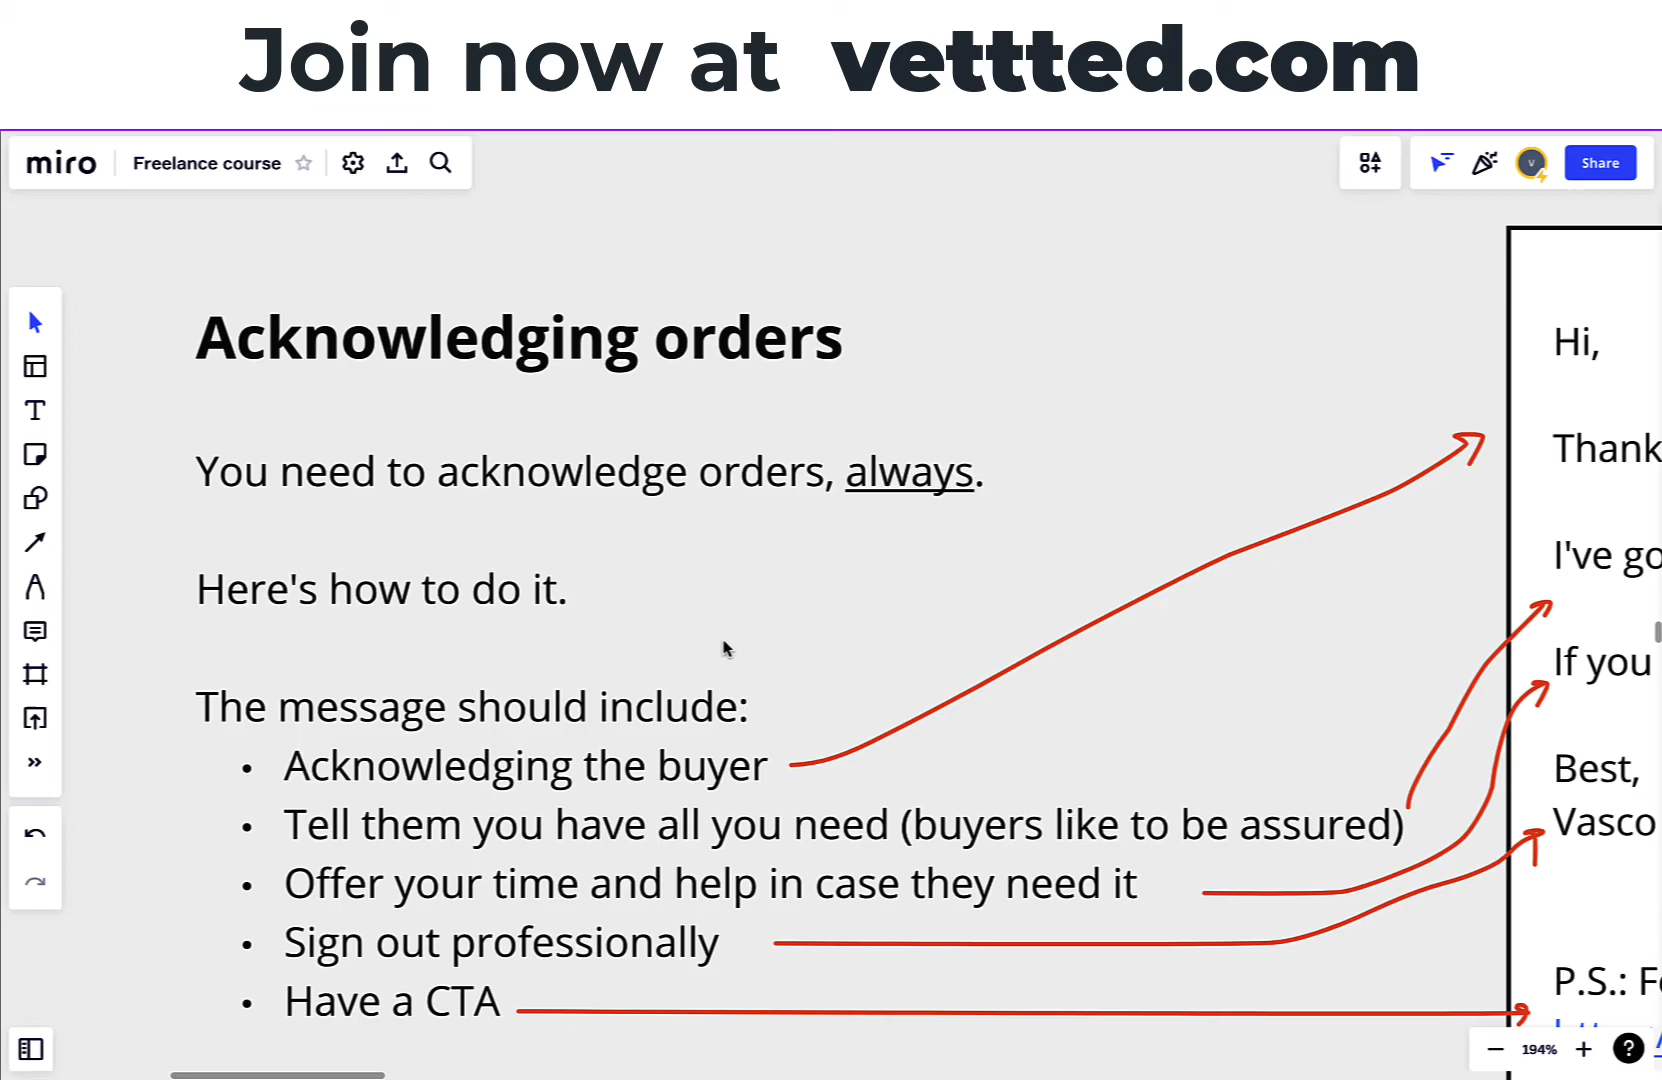 Join now at vettted.com
miro Freelance course Share
V
Acknowledging orders
You need to acknowledge orders, always.
Here's how to do it.
The message should include:
• Acknowledging the buyer
• Tell them you have all you need (buyers like to be assured)
• Offer your time and help in case they need it
• Sign out professionally
• Have a CTA
Hi,
Thank
I've go
If you
Best,
Vasco
P.S.:
194%